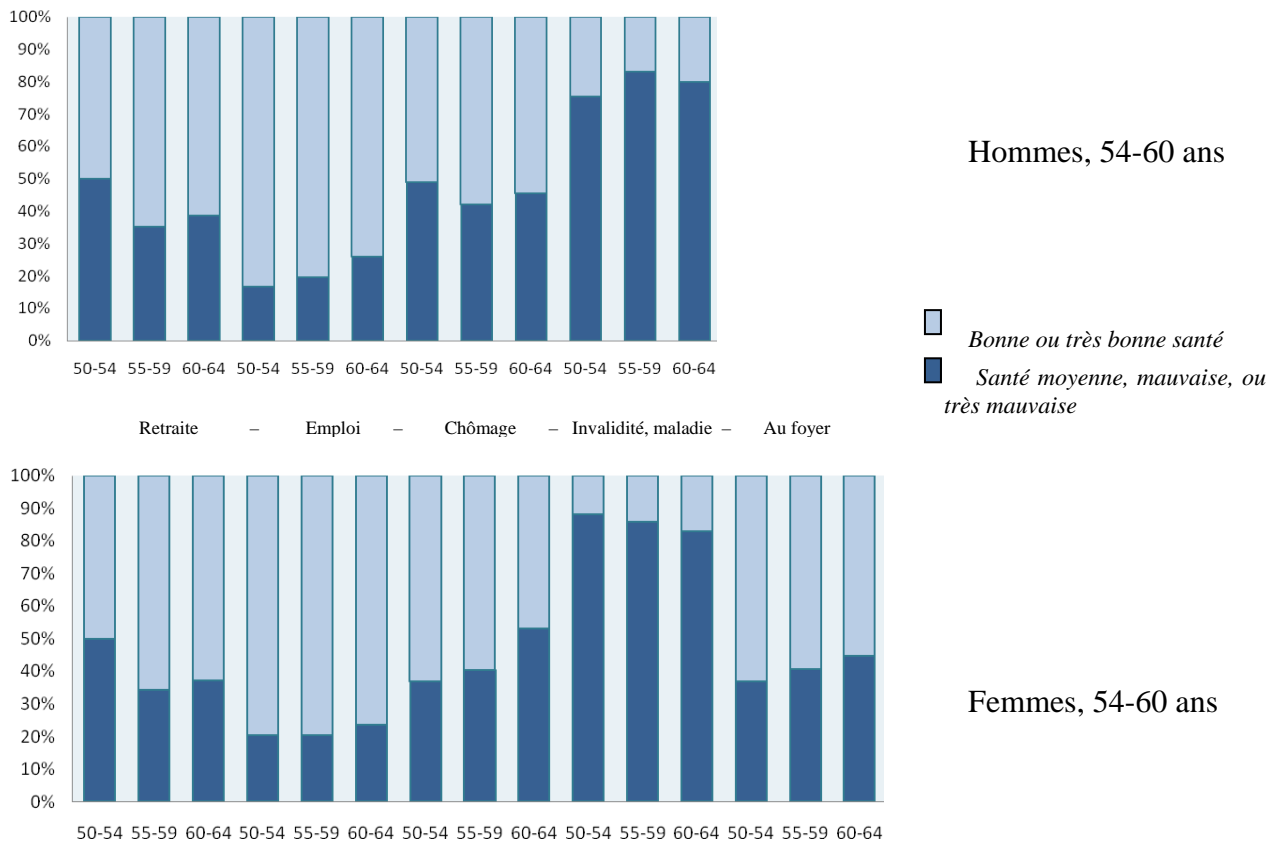 100%
90%
80%
70%
60%
50%
40%
30%
20%
10%
0%
50-54 55-59 60-64 50-54 55-59 60-64 50-54 55-59 60-64 50-54 55-59 60-64
Hommes, 54-60 ans
Bonne ou très bonne santé
Santé moyenne, mauvaise, ou
très mauvaise
Retraite – Emploi – Chômage – Invalidité, maladie – Au foyer
100%
90%
80%
70%
60%
50%
40%
30%
20%
10%
0%
50-54 55-59 60-64 50-54 55-59 60-64 50-54 55-59 60-64 50-54 55-59 60-64 50-54 55-59 60-64
Femmes, 54-60 ans